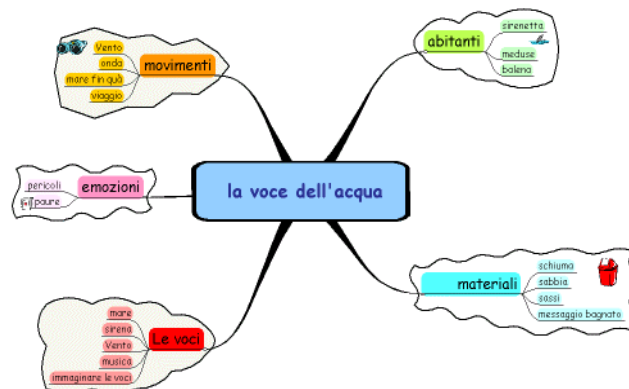 la voce dell'acqua
movimenti
Vento
onda
mare fin quà
viaggio
emozioni
pericoli
paure
Le voci
mare
sirena
Vento
musica
immaginare le voci
abitanti
sirenetta
meduse
balena
materiali
schiuma
sabbia
sassi
messaggio bagnato